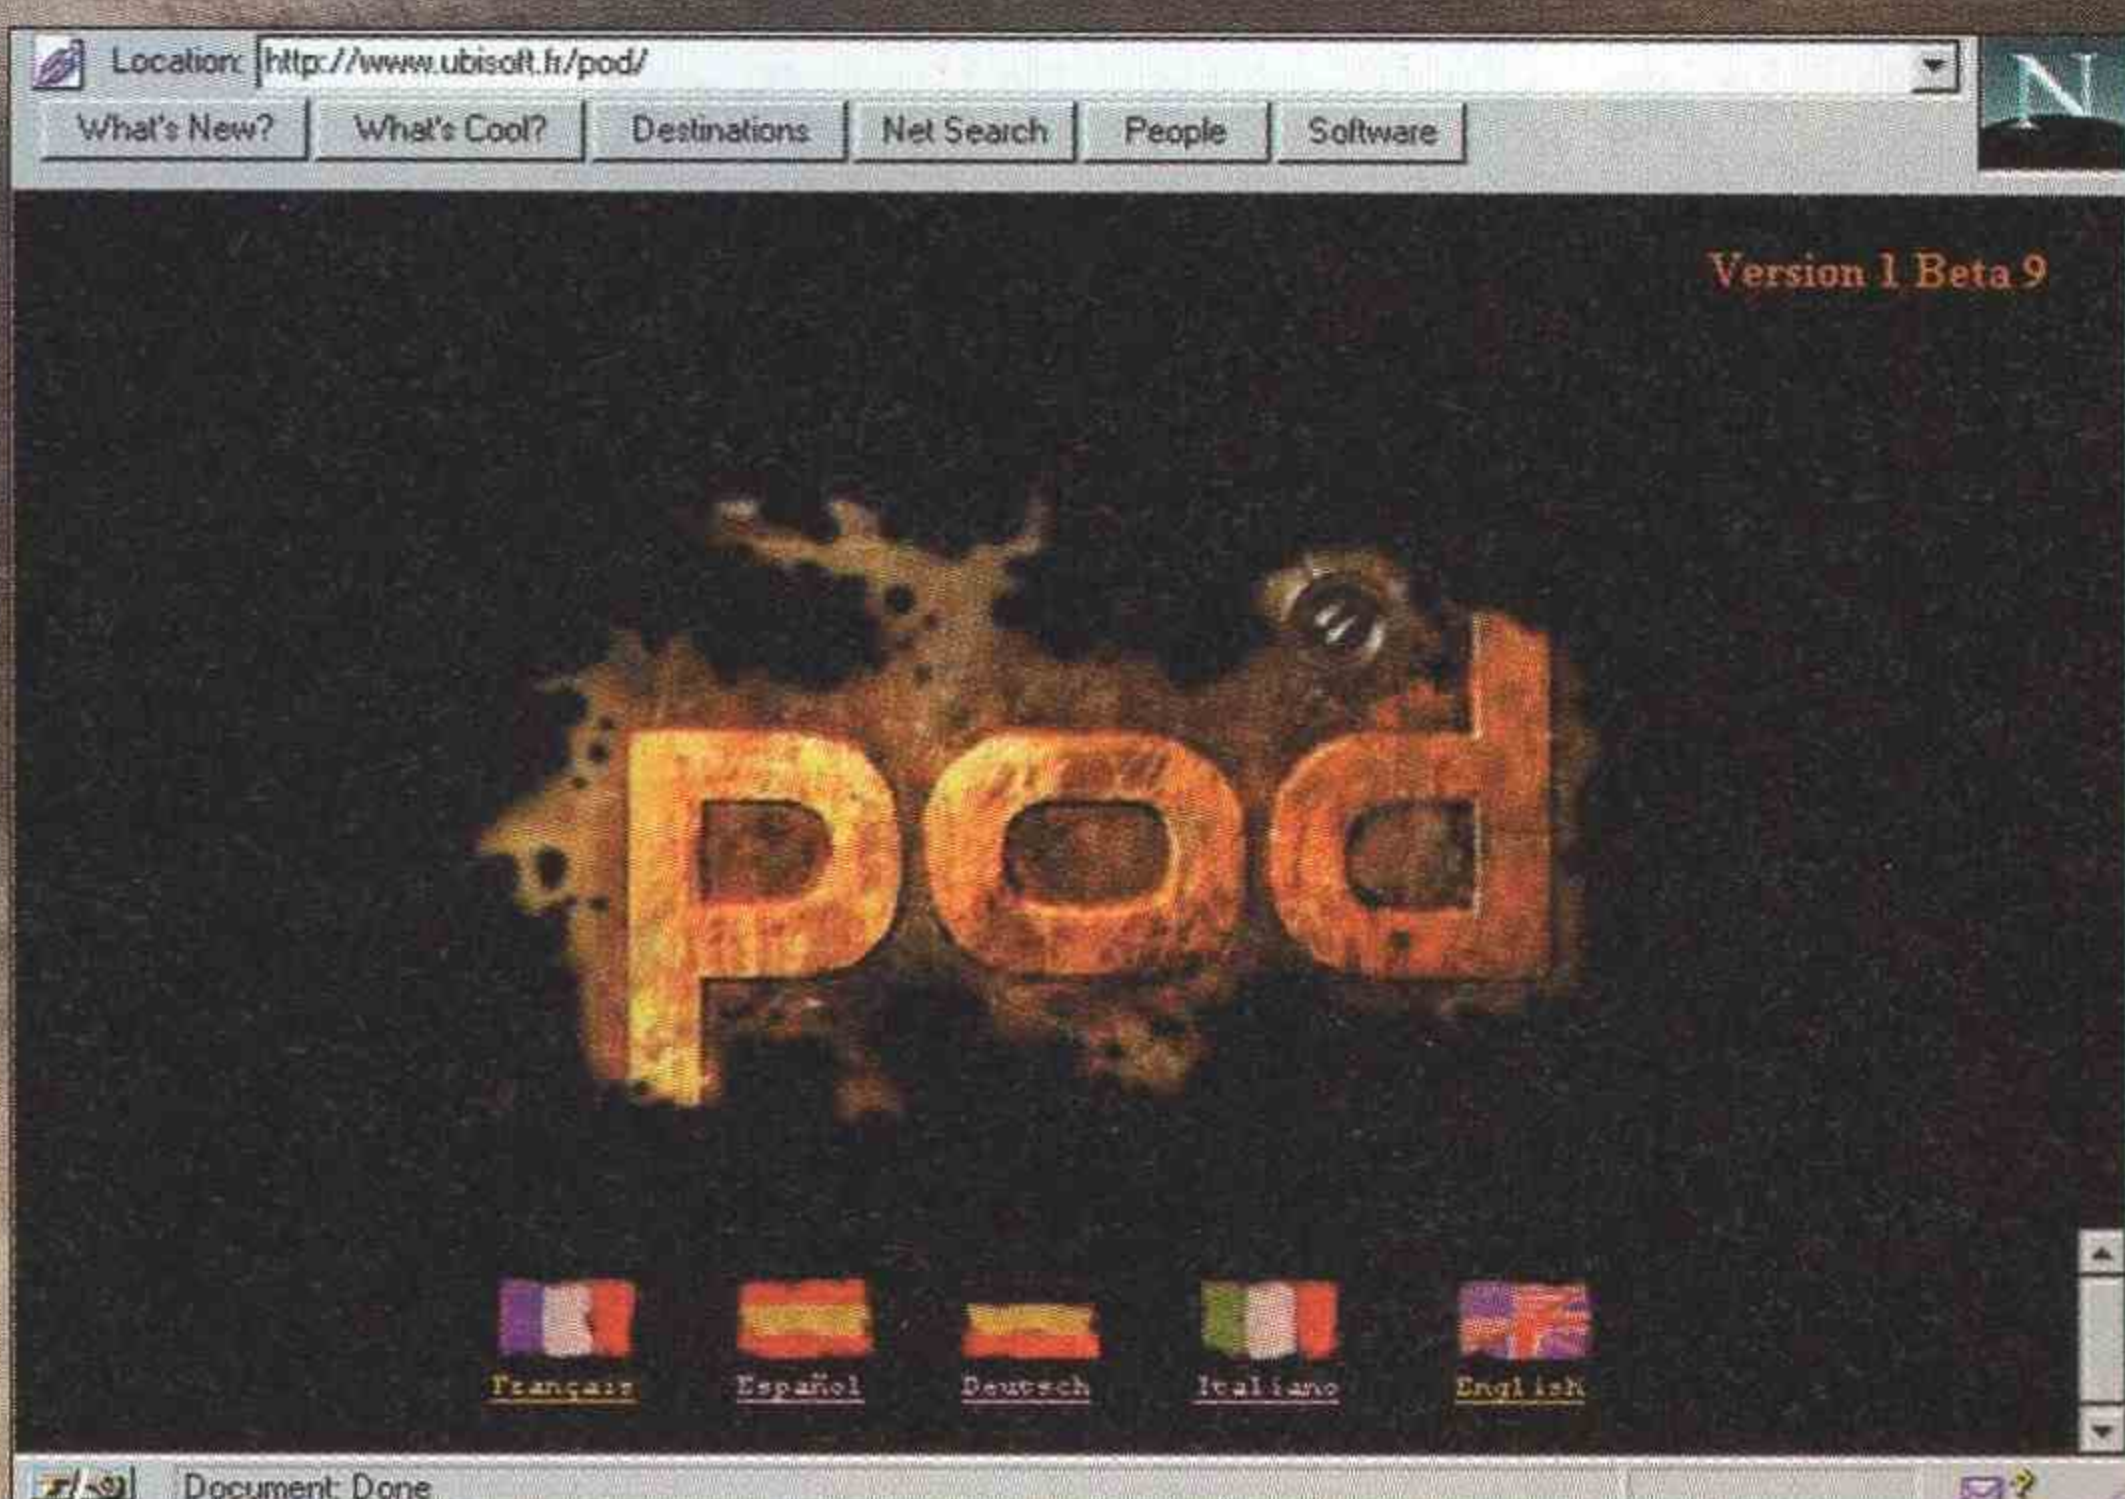 Location: http://www.ubisoft.fr/pod/
N
What's New? What's Cool? Destinations Net Search People Software
Version 1 Beta 9
pod
Français Español Deutsch Italiano English
Document: Done
?